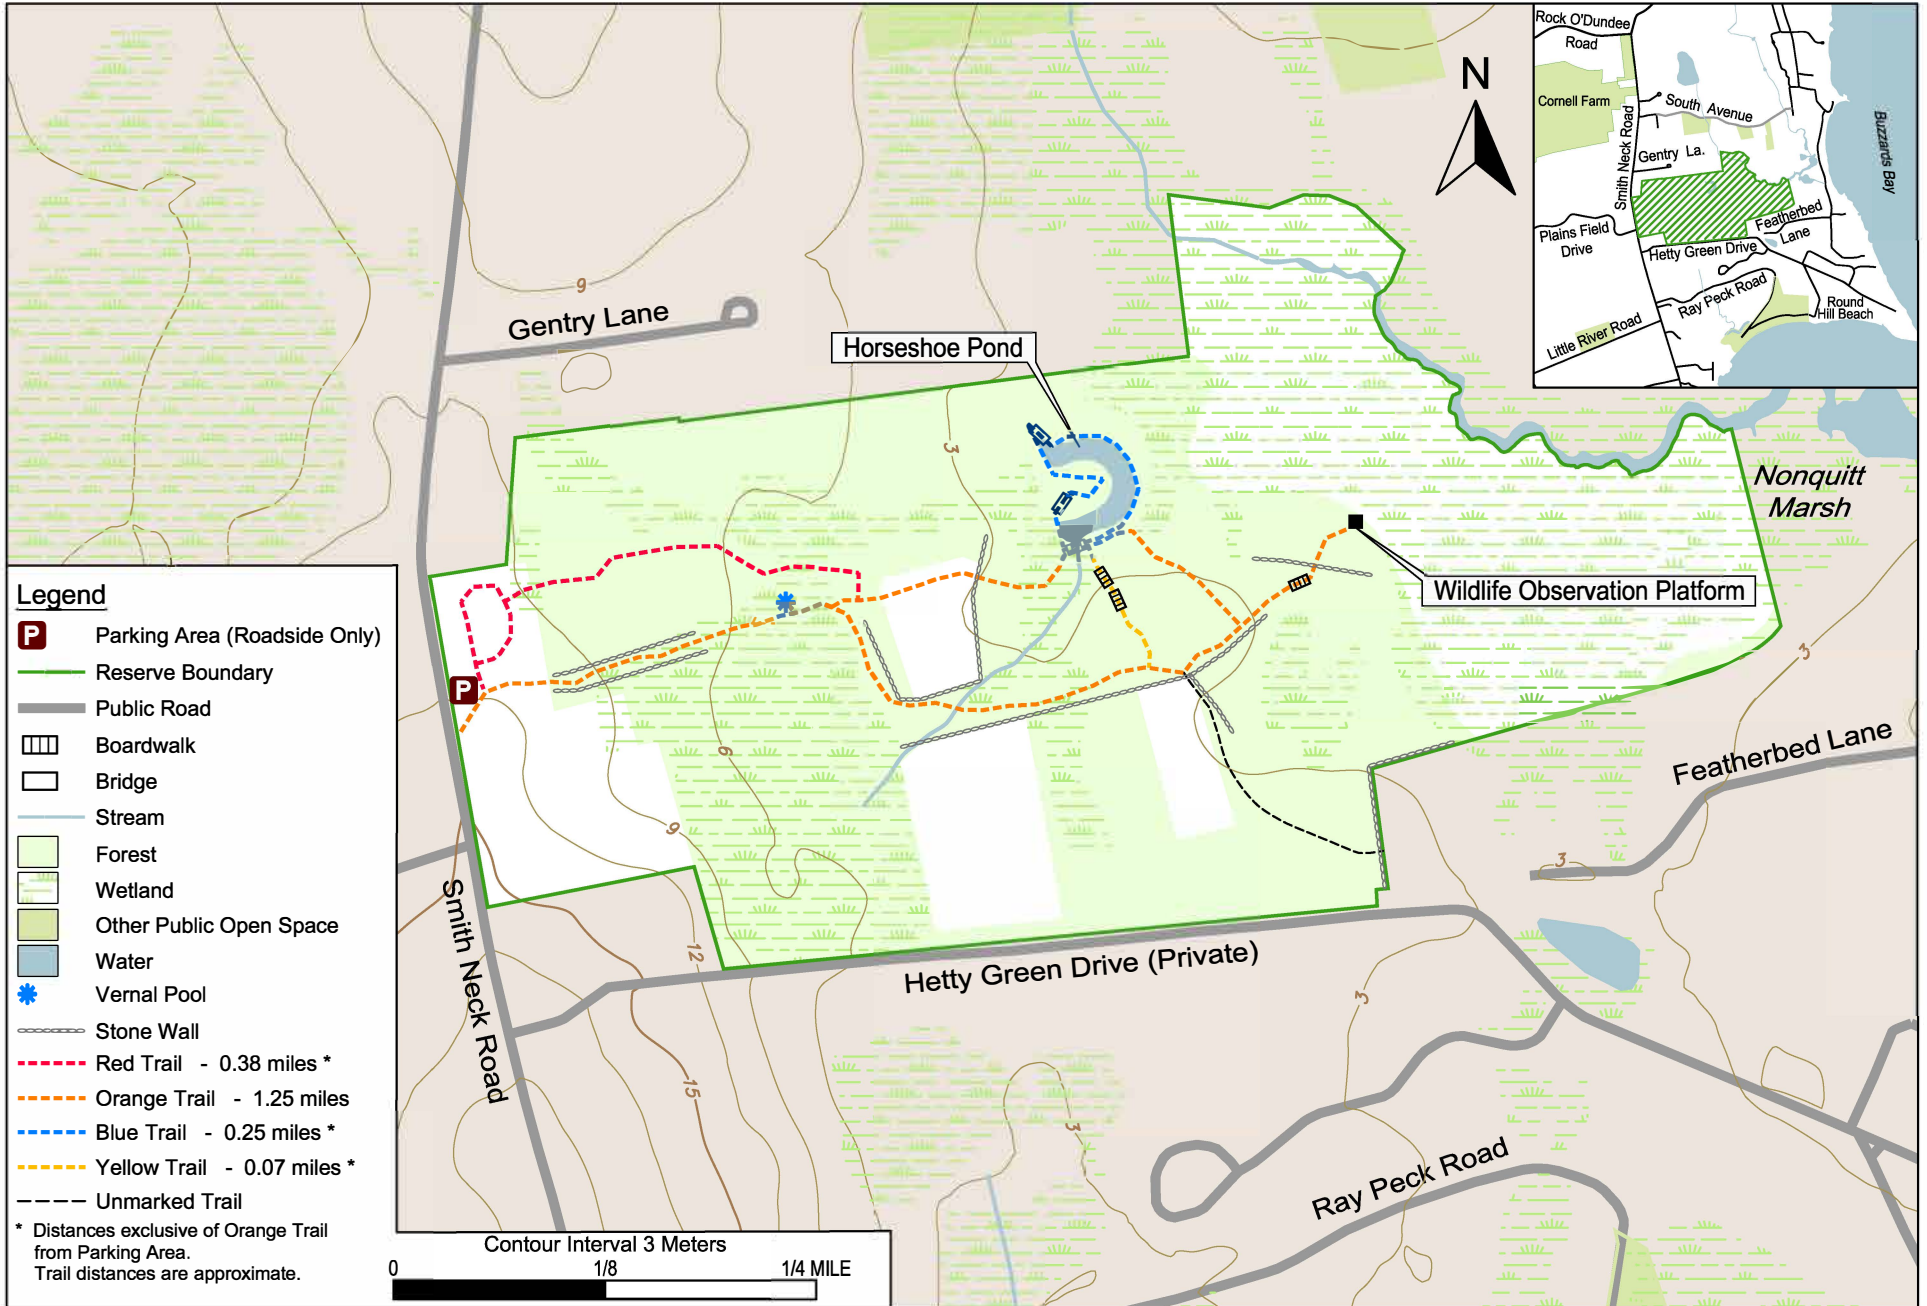 Rock O'Dundee
Road
Cornell Farm
South Avenue
Smith Neck Road
Gentry La.
Buzzards Bay
Plains Field
Drive
Featherbed
Lane
Hetty Green Drive
Ray Peck Road
Round
Hill Beach
Little River Road
N
9
Gentry Lane
Horseshoe Pond
3
Nonquitt
Marsh
Wildlife Observation Platform
3
P
6
9
12
15
Featherbed Lane
3
Smith Neck Road
Hetty Green Drive (Private)
3
3
Ray Peck Road
Legend
P Parking Area (Roadside Only)
Reserve Boundary
Public Road
Boardwalk
Bridge
Stream
Forest
Wetland
Other Public Open Space
Water
Vernal Pool
Stone Wall
Red Trail - 0.38 miles *
Orange Trail - 1.25 miles
Blue Trail - 0.25 miles *
Yellow Trail - 0.07 miles *
Unmarked Trail
* Distances exclusive of Orange Trail
from Parking Area.
Trail distances are approximate.
Contour Interval 3 Meters
0 1/8 1/4 MILE